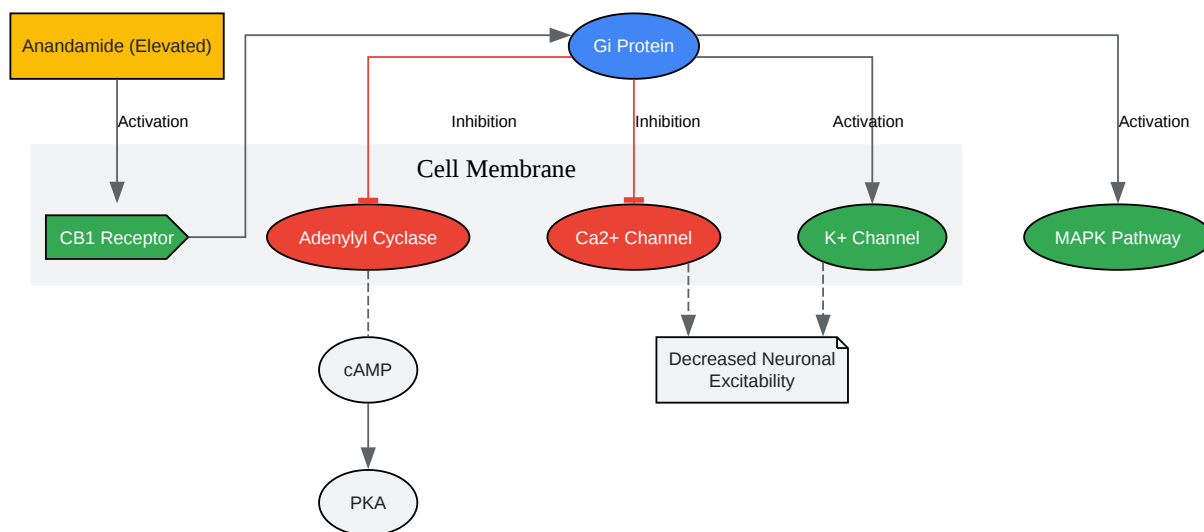 Anandamide (Elevated)
Gi Protein
Activation
Inhibition
Inhibition
Activation
Activation
Cell Membrane
CB1 Receptor
Adenylyl Cyclase
Ca2+ Channel
K+ Channel
MAPK Pathway
cAMP
Decreased Neuronal
Excitability
PKA